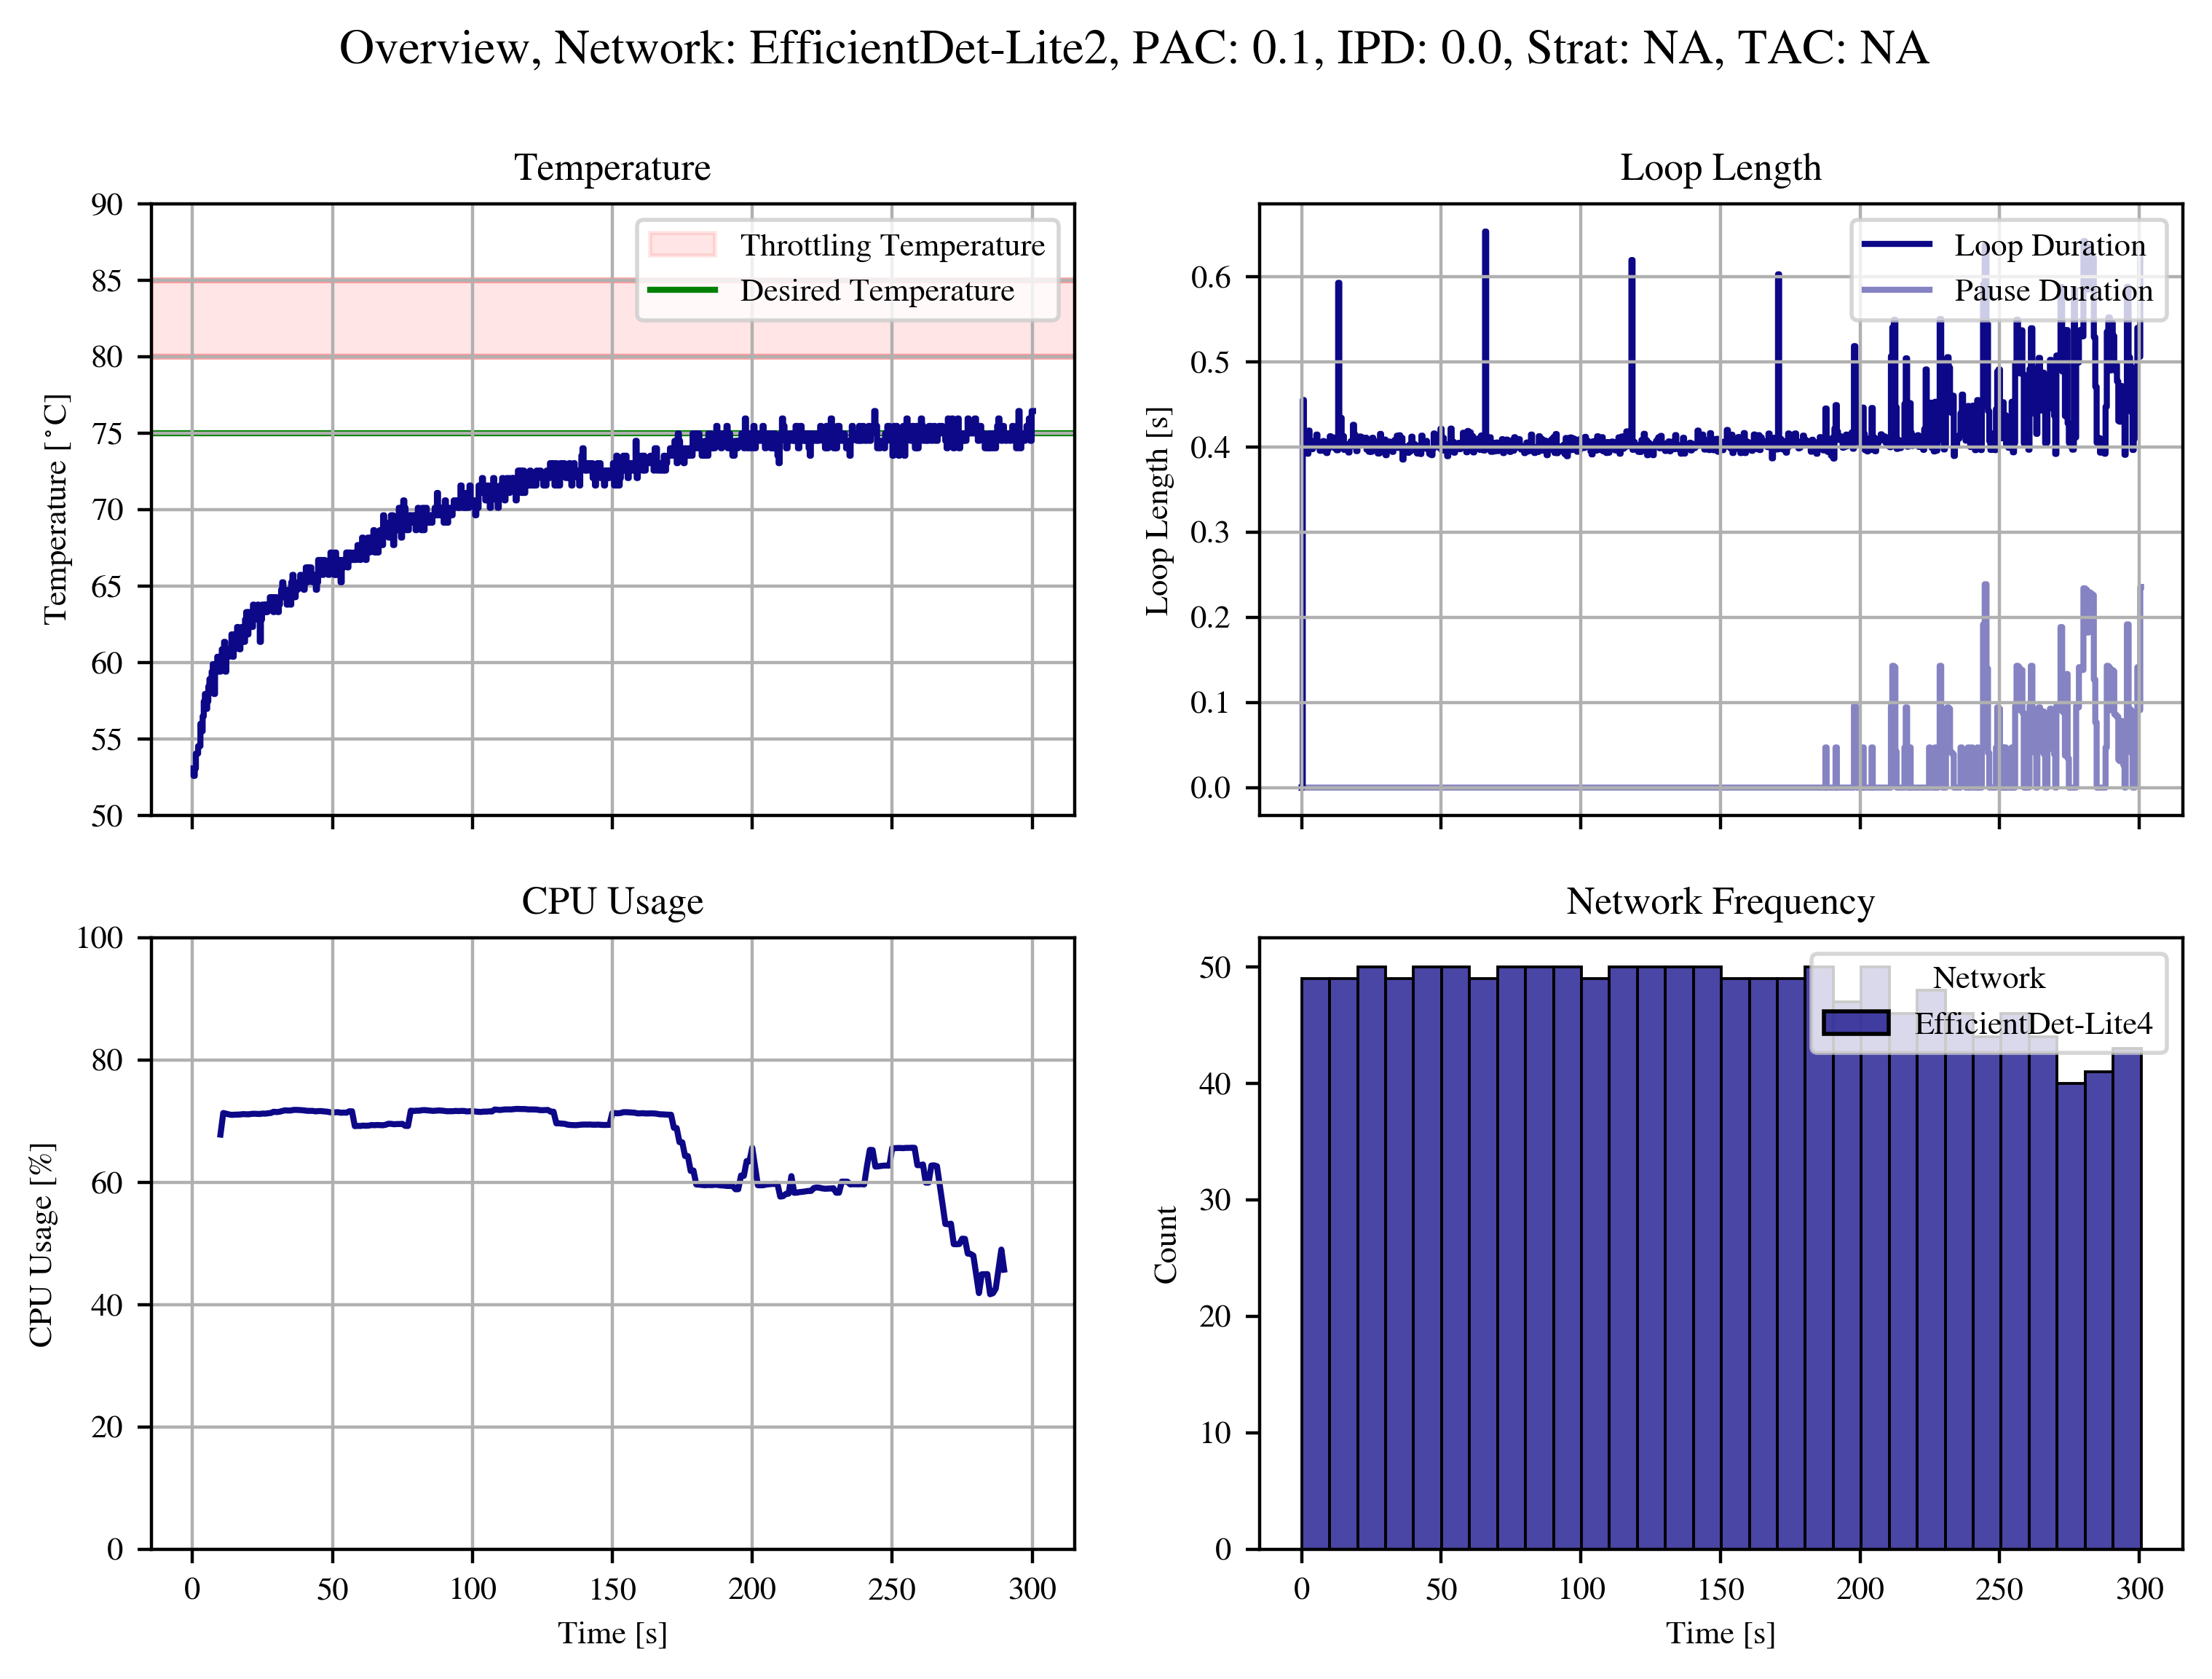 Overview, Network: EfficientDet-Lite2, PAC: 0.1, IPD: 0.0, Strat: NA, TAC: NA
Temperature
90
85
80
75
70
65
60
55
50
Temperature [°C]
Throttling Temperature
Desired Temperature
Loop Length
0.6
0.5
0.4
0.3
0.2
0.1
0.0
Loop Length [s]
Loop Duration
Pause Duration
CPU Usage
100
80
60
40
20
0
CPU Usage [%]
0 50 100 150 200 250 300
Time [s]
Network Frequency
50
40
30
20
10
0
Count
Network
EfficientDet-Lite4
0 50 100 150 200 250 300
Time [s]